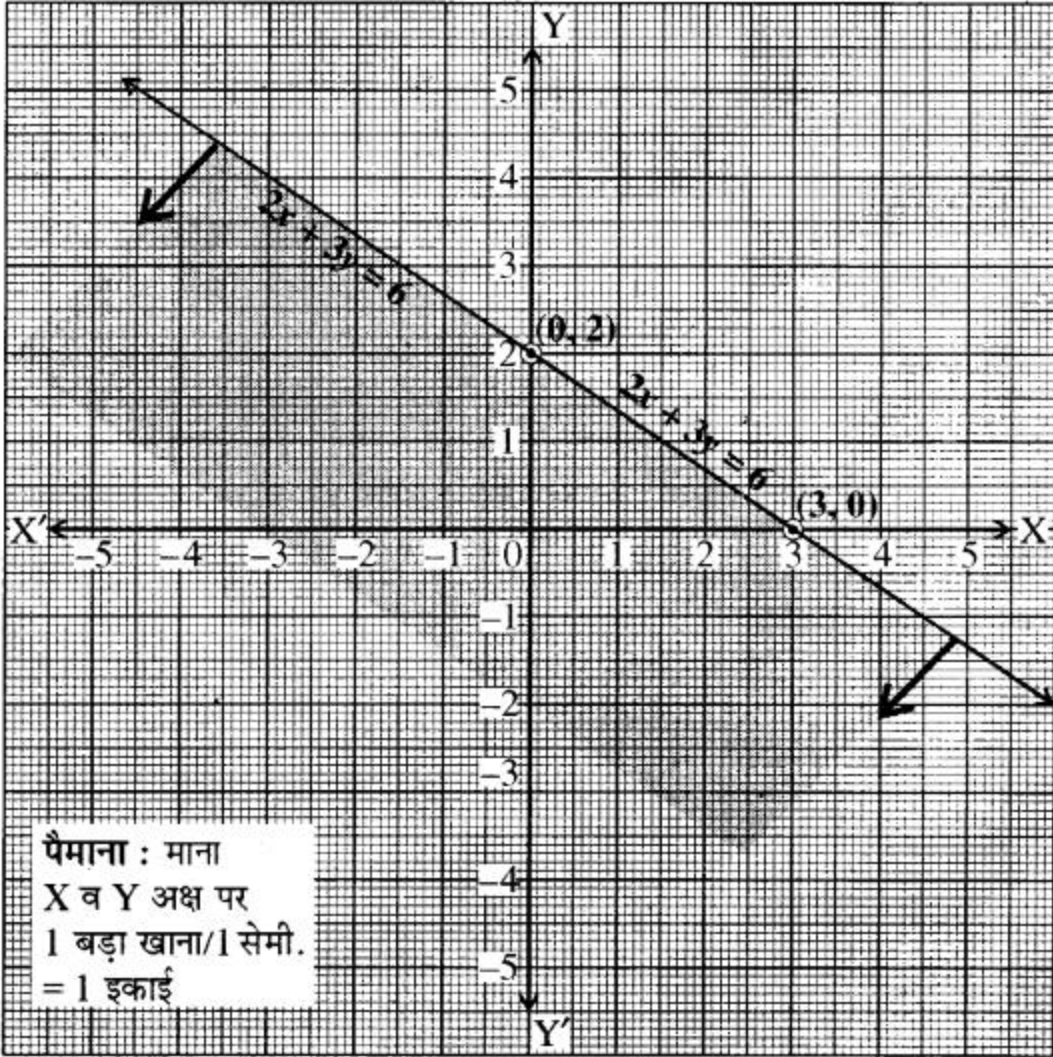 Y
5
4
2x + 3y = 6
3
(0, 2)
2
2x + 3y = 6
1
(3, 0)
X′ –5 –4 –3 –2 –1 0 1 2 3 4 5 X
–1
–2
–3
–4
–5
Y′
पैमाना : माना
X व Y अक्ष पर
1 बड़ा खाना/1 सेमी.
= 1 इकाई